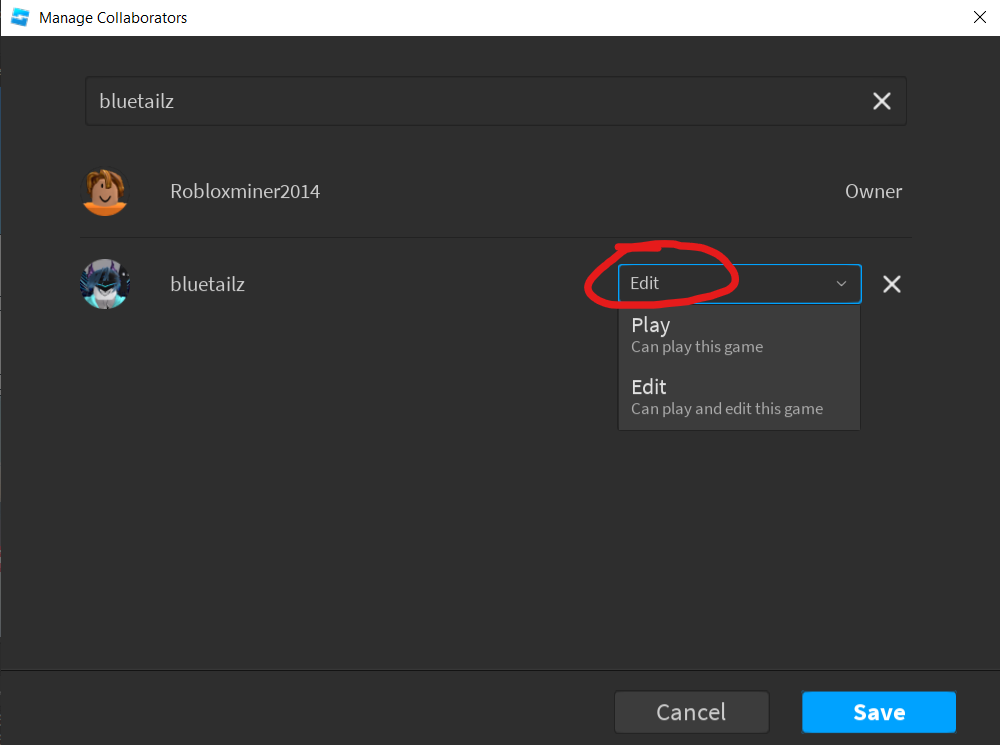 Manage Collaborators
bluetailz
Robloxminer2014 Owner
bluetailz Edit
Play
Can play this game
Edit
Can play and edit this game
Cancel Save